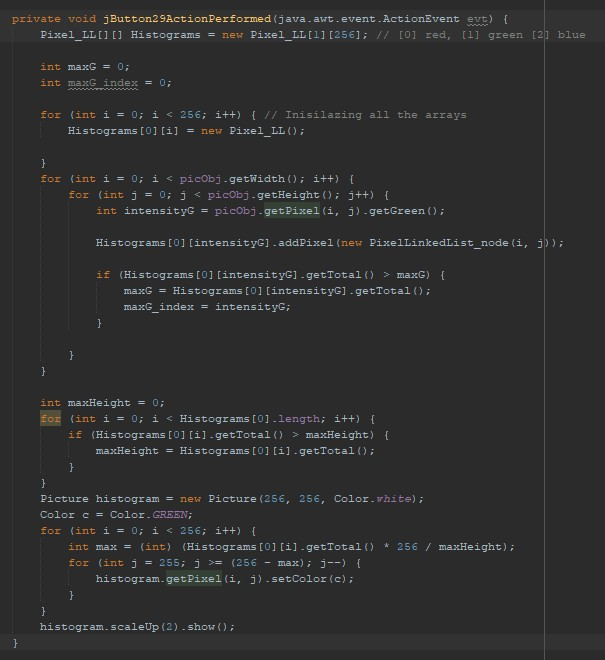 private void jButton29ActionPerformed(java.awt.event.ActionEvent evt) {
    Pixel_LL[][] Histograms = new Pixel_LL[1][256]; // [0] red, [1] green [2] blue

    int maxG = 0;
    int maxG_index = 0;

    for (int i = 0; i < 256; i++) { // Inisilazing all the arrays
        Histograms[0][i] = new Pixel_LL();

    }
    for (int i = 0; i < picObj.getWidth(); i++) {
        for (int j = 0; j < picObj.getHeight(); j++) {
            int intensityG = picObj.getPixel(i, j).getGreen();

            Histograms[0][intensityG].addPixel(new PixelLinkedList_node(i, j));

            if (Histograms[0][intensityG].getTotal() > maxG) {
                maxG = Histograms[0][intensityG].getTotal();
                maxG_index = intensityG;
            }

        }
    }

    int maxHeight = 0;
    for (int i = 0; i < Histograms[0].length; i++) {
        if (Histograms[0][i].getTotal() > maxHeight) {
            maxHeight = Histograms[0][i].getTotal();
        }
    }
    Picture histogram = new Picture(256, 256, Color.white);
    Color c = Color.GREEN;
    for (int i = 0; i < 256; i++) {
        int max = (int) (Histograms[0][i].getTotal() * 256 / maxHeight);
        for (int j = 255; j >= (256 - max); j--) {
            histogram.getPixel(i, j).setColor(c);
        }
    }
    histogram.scaleUp(2).show();
}